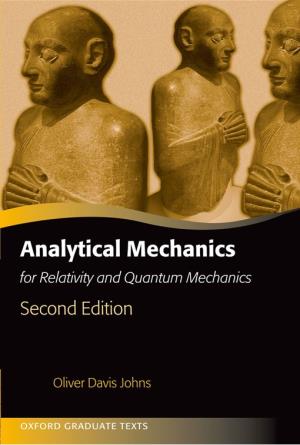 Analytical Mechanics
for Relativity and Quantum Mechanics
Second Edition
Oliver Davis Johns
OXFORD GRADUATE TEXTS